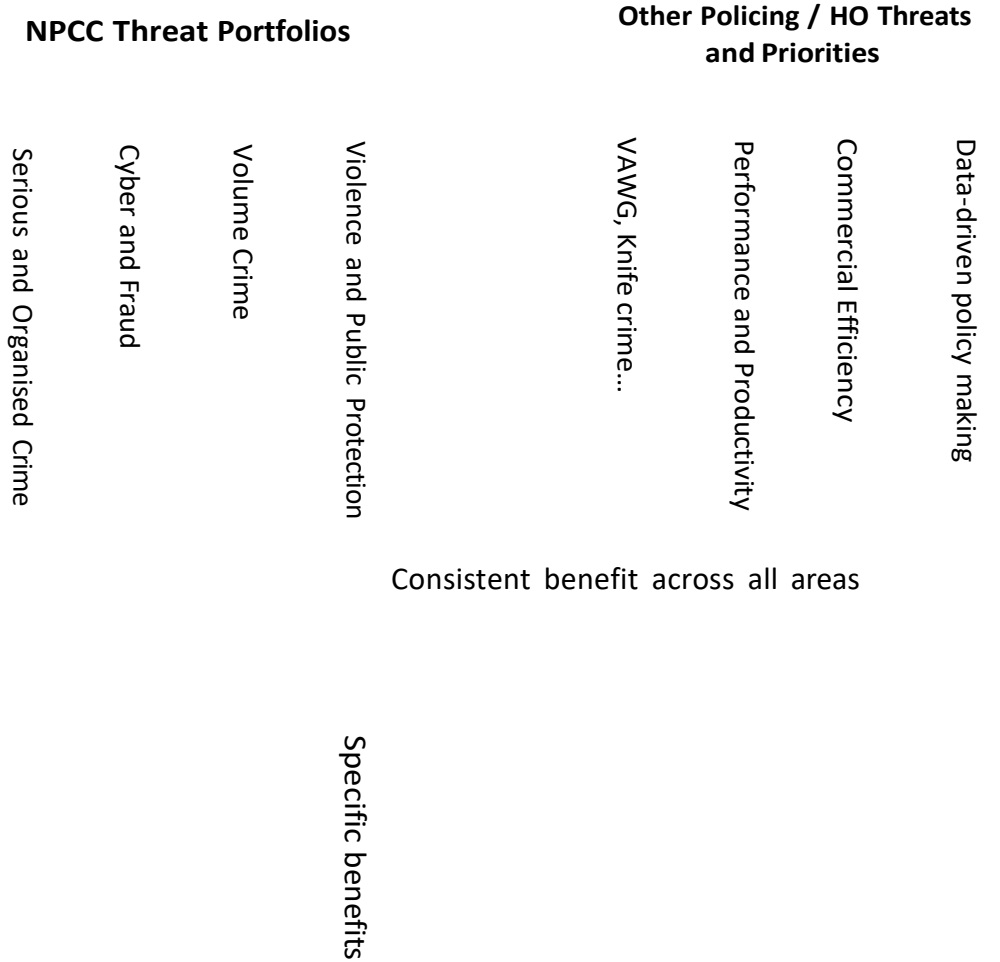 NPCC Threat Portfolios
Other Policing / HO Threats
and Priorities
Serious and Organised Crime
Cyber and Fraud
Volume Crime
Violence and Public Protection
VAWG, Knife crime...
Performance and Productivity
Commercial Efficiency
Data-driven policy making
Consistent benefit across all areas
Specific benefits